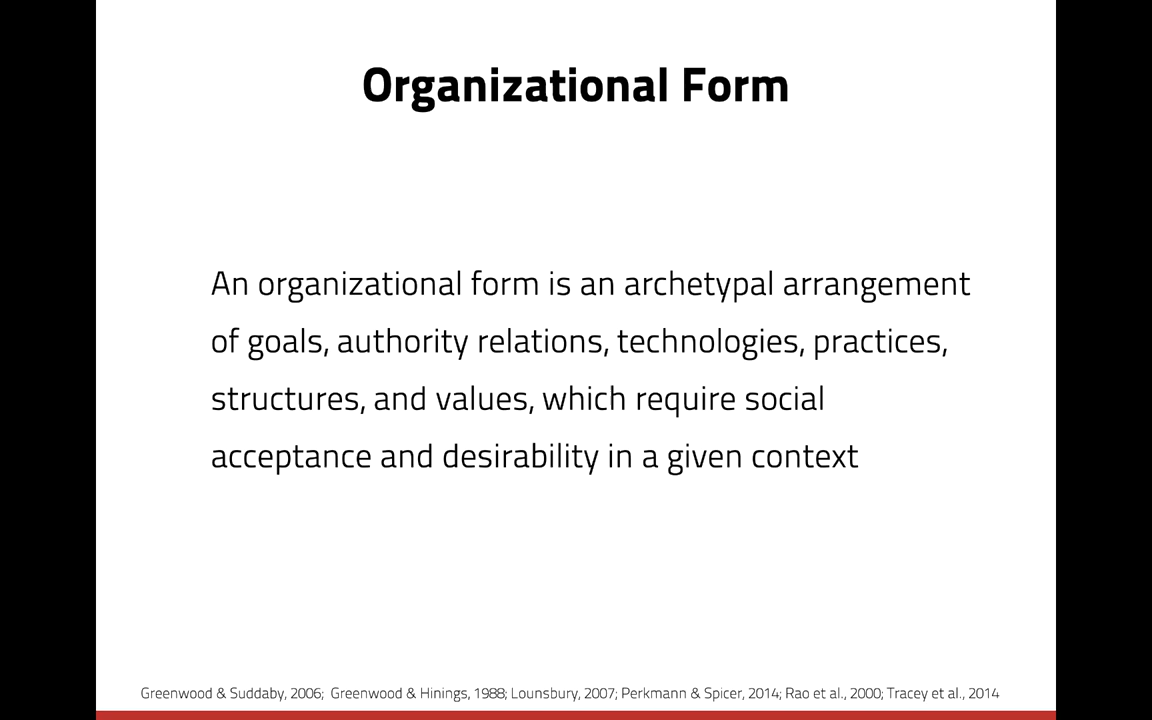 Organizational Form
An organizational form is an archetypal arrangement
of goals, authority relations, technologies, practices,
structures, and values, which require social
acceptance and desirability in a given context
Greenwood & Suddaby, 2006;  Greenwood & Hinings, 1988; Lounsbury, 2007; Perkmann & Spicer, 2014; Rao et al., 2000; Tracey et al., 2014